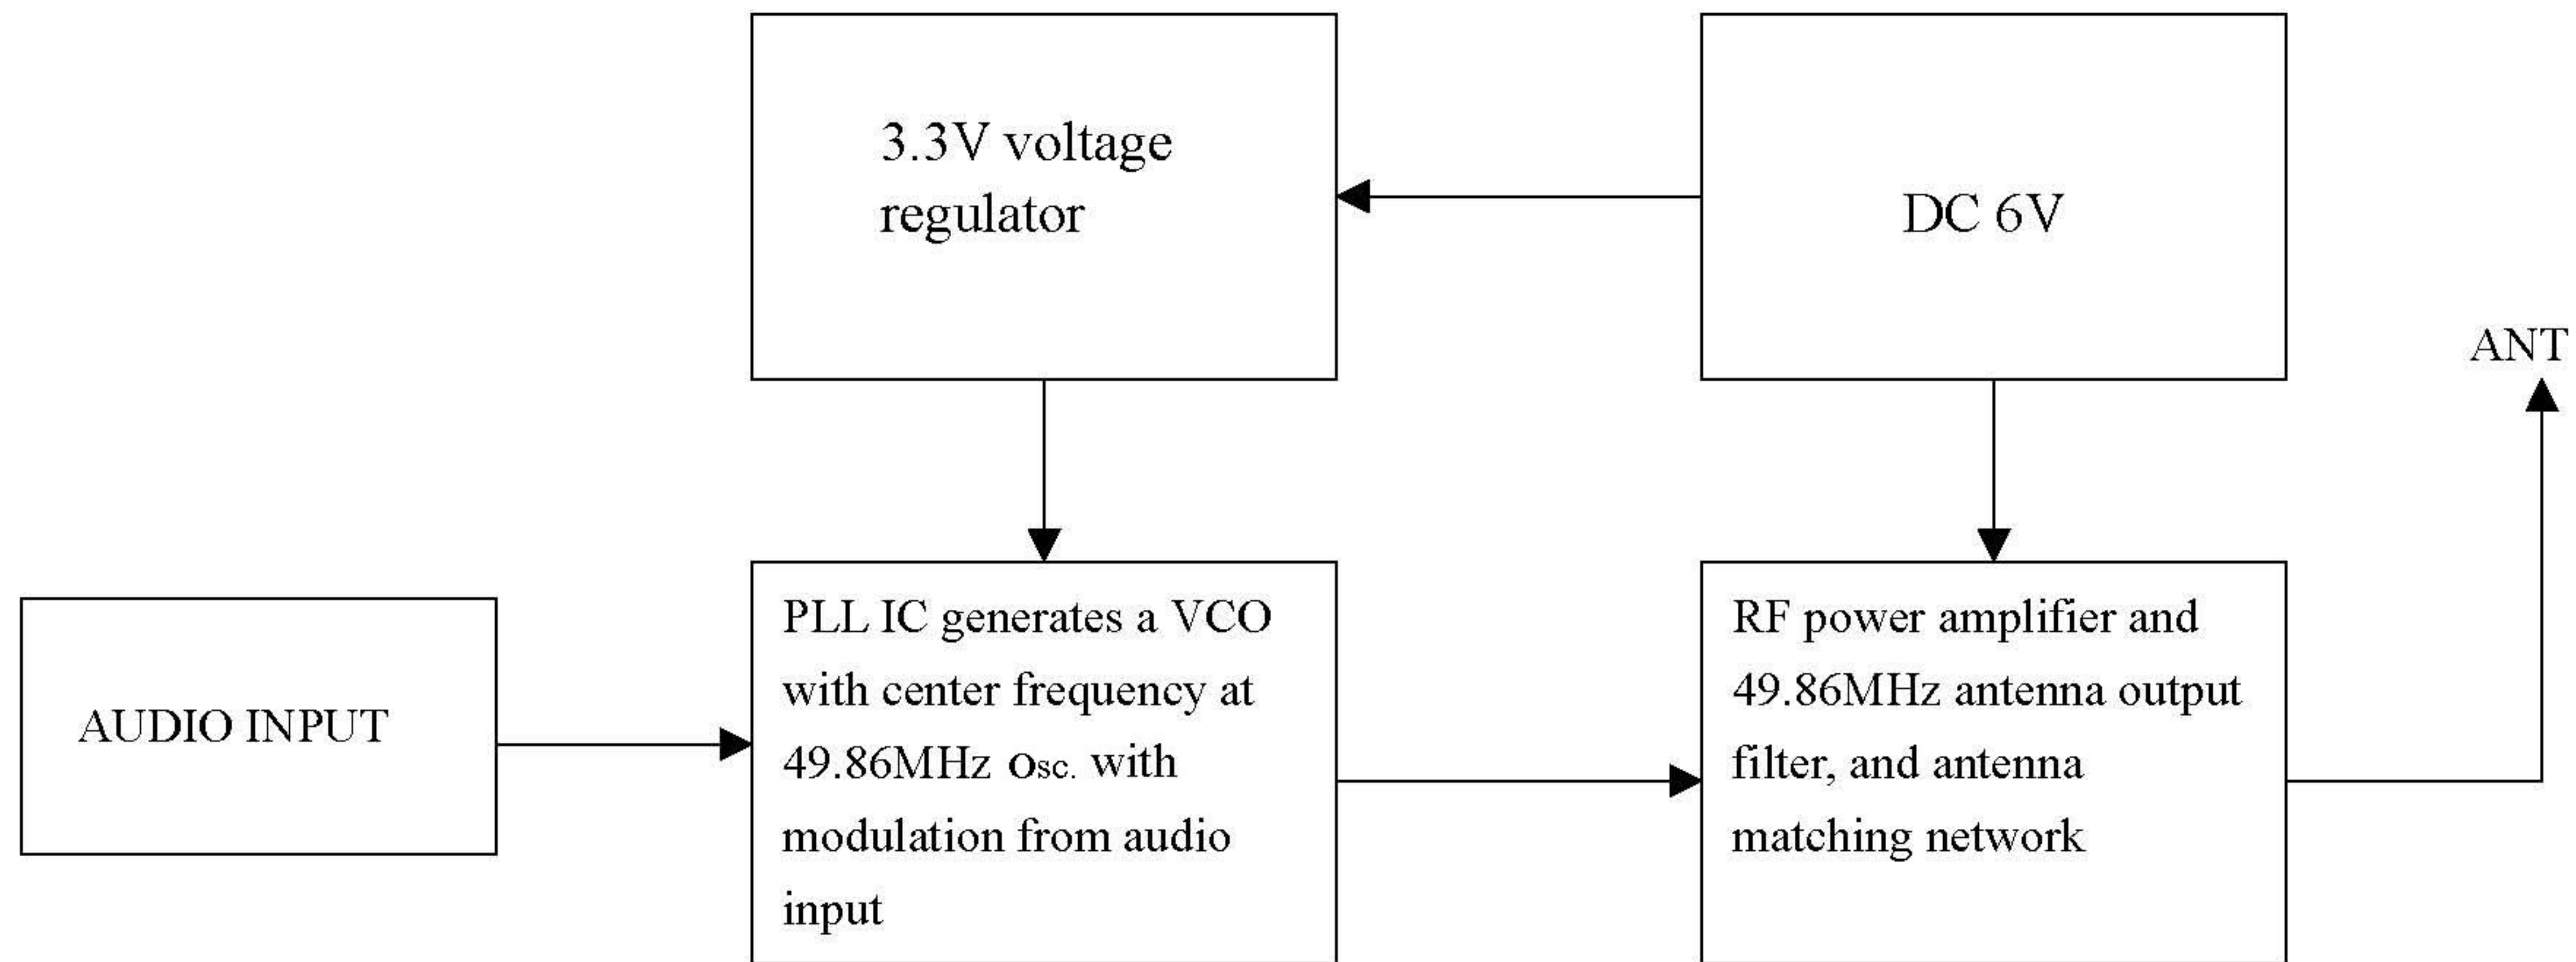 3.3V voltage
regulator
DC 6V
ANT
AUDIO INPUT
PLL IC generates a VCO
with center frequency at
49.86MHz Osc. with
modulation from audio
input
RF power amplifier and
49.86MHz antenna output
filter, and antenna
matching network